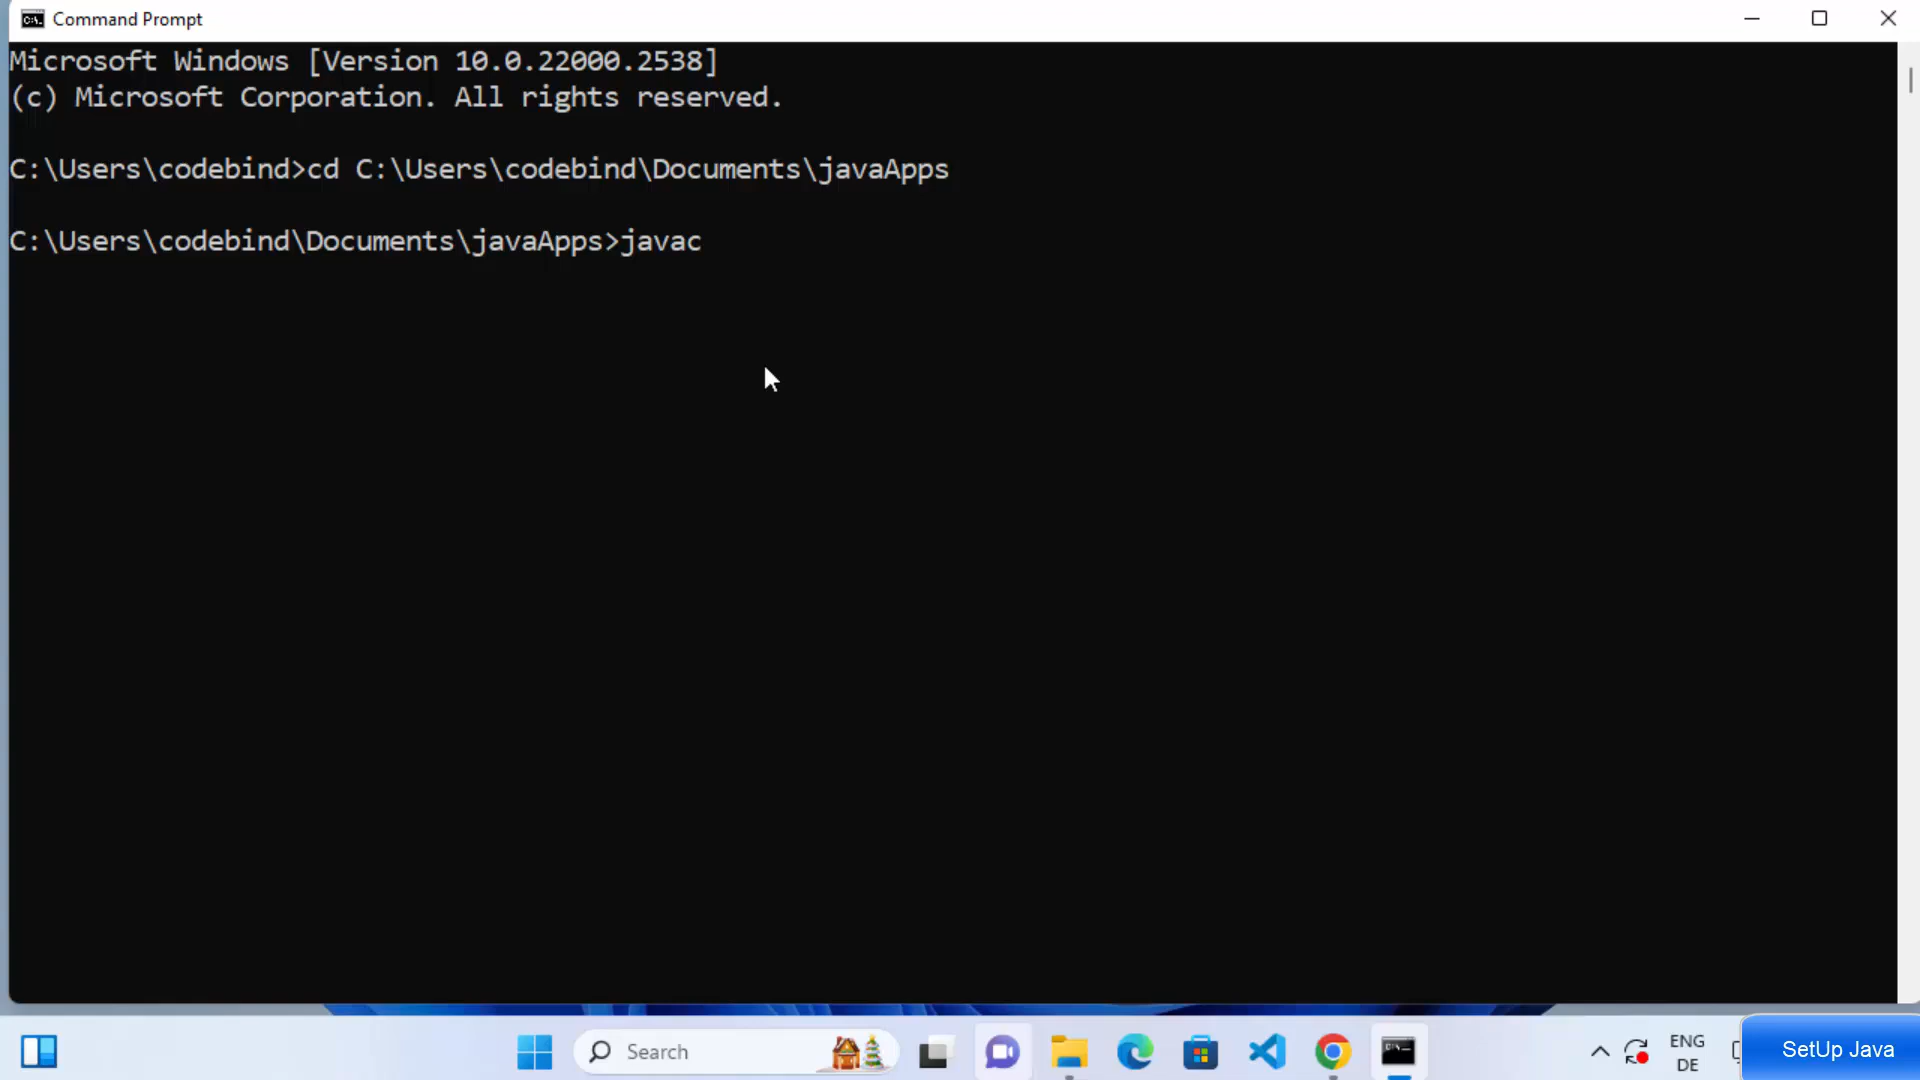 Command Prompt
Microsoft Windows [Version 10.0.22000.2538]
(c) Microsoft Corporation. All rights reserved.
C:\Users\codebind>cd C:\Users\codebind\Documents\javaApps
C:\Users\codebind\Documents\javaApps>javac
Search
ENG
DE
SetUp Java